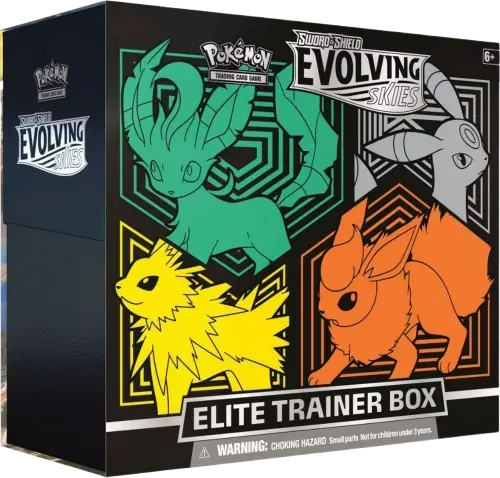 Pokémon
TRADING CARD GAME
SWORD & SHIELD
EVOLVING
SKIES
6+
Pokémon
SWORD & SHIELD
EVOLVING
SKIES
ELITE TRAINER BOX
WARNING: CHOKING HAZARD Small parts Not for children under 3 years.